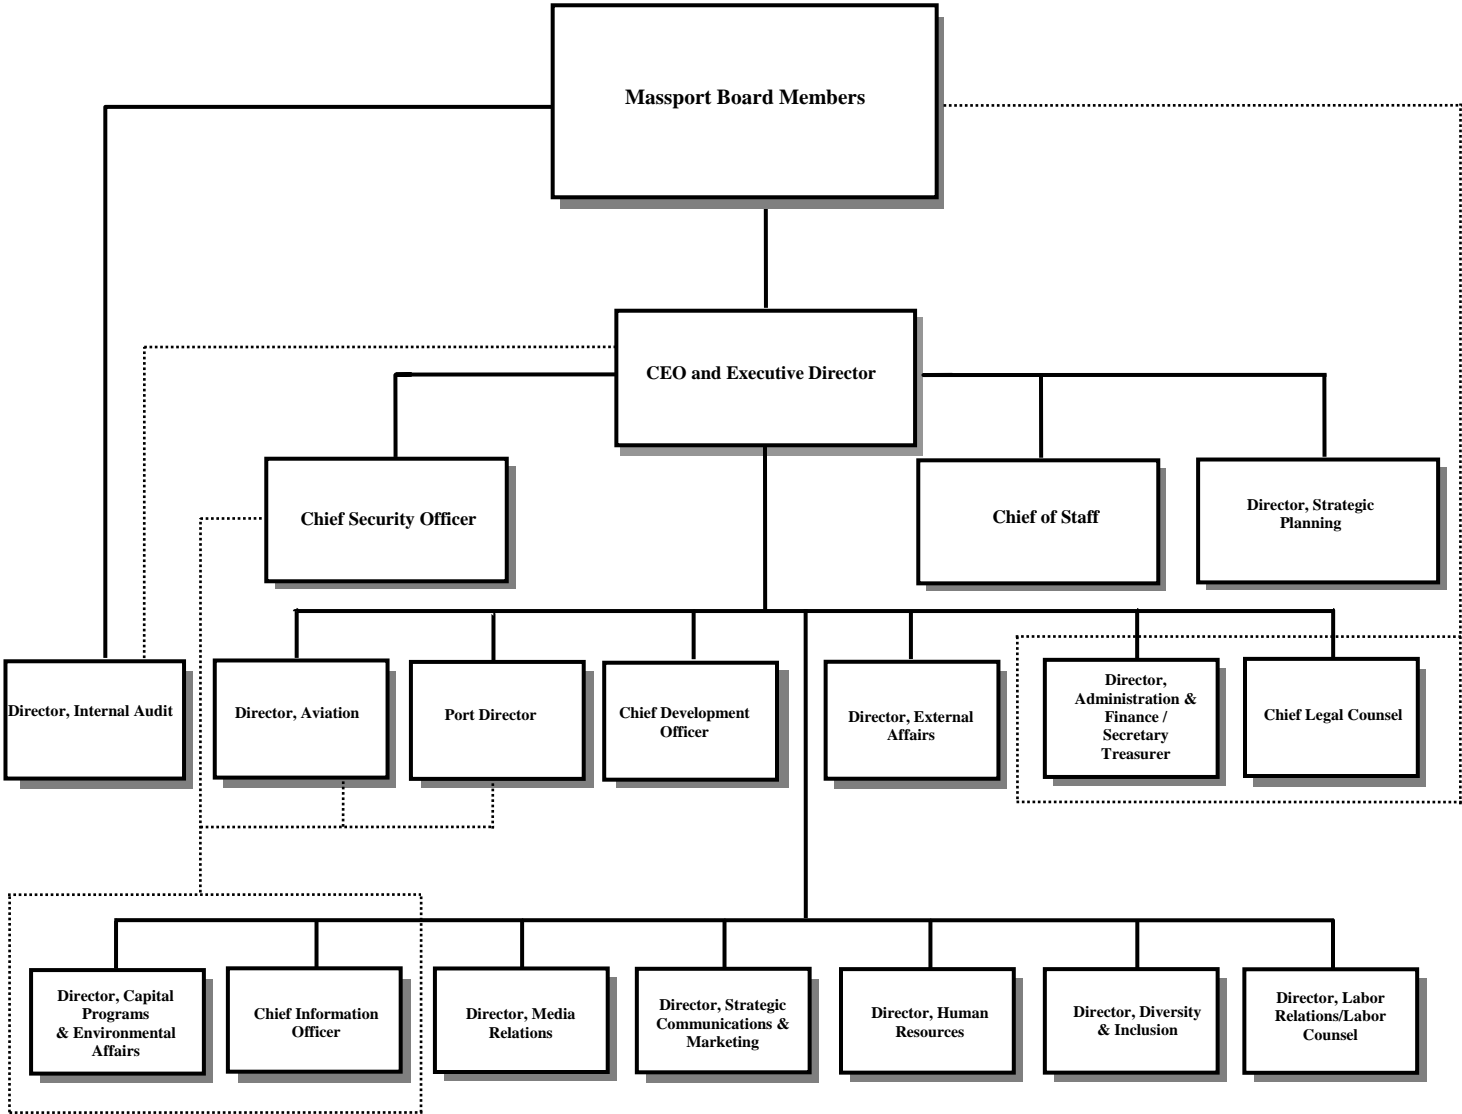 Massport Board Members
CEO and Executive Director
Chief Security Officer
Chief of Staff
Director, Strategic
Planning
Director, Internal Audit
Director, Aviation
Port Director
Chief Development
Officer
Director, External
Affairs
Director,
Administration &
Finance /
Secretary
Treasurer
Chief Legal Counsel
Director, Capital
Programs
& Environmental
Affairs
Chief Information
Officer
Director, Media
Relations
Director, Strategic
Communications &
Marketing
Director, Human
Resources
Director, Diversity
& Inclusion
Director, Labor
Relations/Labor
Counsel